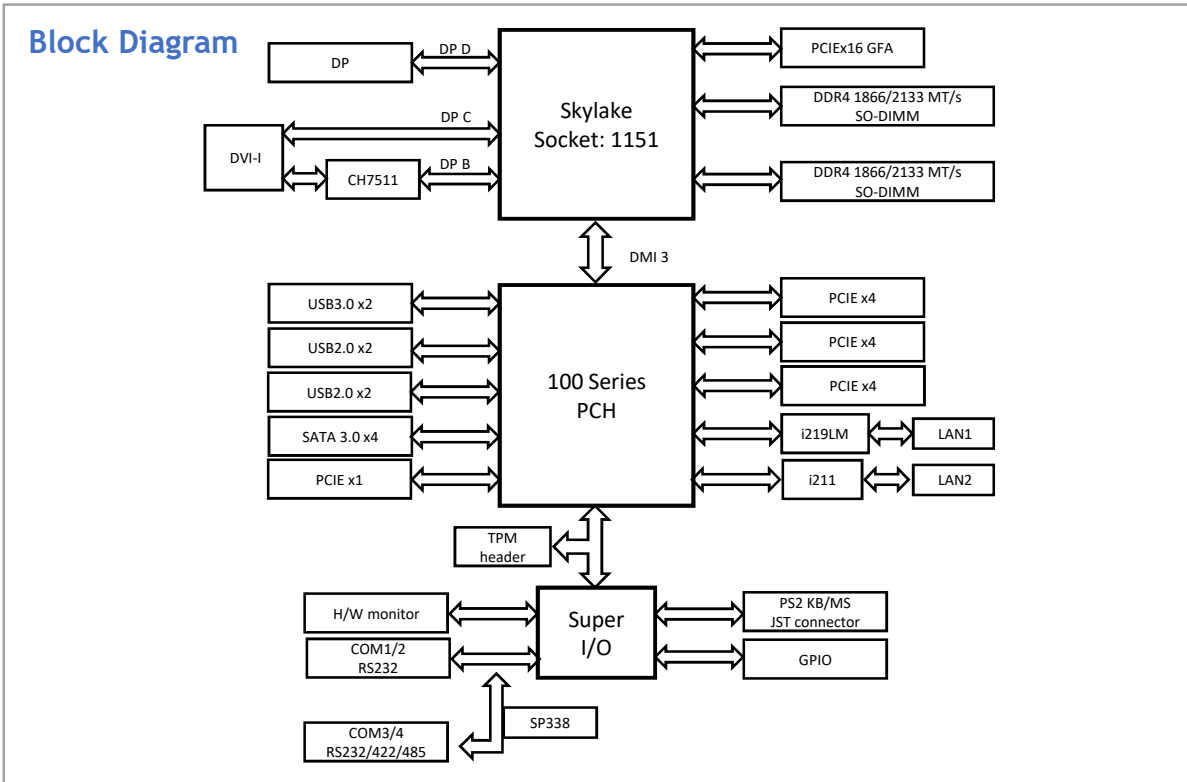 Block Diagram
DP
DP D
DP C
DVI-I
CH7511
DP B
Skylake
Socket: 1151
PCIEx16 GFA
DDR4 1866/2133 MT/s
SO-DIMM
DDR4 1866/2133 MT/s
SO-DIMM
DMI 3
USB3.0 x2
USB2.0 x2
USB2.0 x2
SATA 3.0 x4
PCIE x1
100 Series
PCH
PCIE x4
PCIE x4
PCIE x4
i219LM
LAN1
i211
LAN2
TPM
header
H/W monitor
COM1/2
RS232
Super
I/O
PS2 KB/MS
JST connector
GPIO
SP338
COM3/4
RS232/422/485